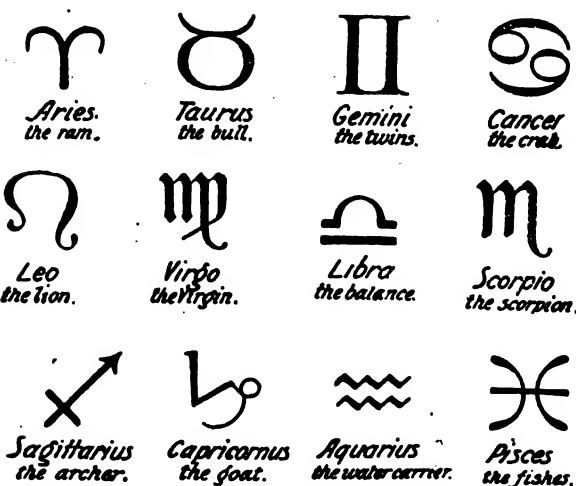 Aries.
the ram.
Taurus
the bull.
Gemini
the twins.
Cancer
the crab.
Leo
the lion.
Virgo
the Virgin.
Libra
the balance.
Scorpio
the scorpion.
Sagittarius
the archer.
Capricornus
the goat.
Aquarius
the water carrier.
Pisces
the fishes.